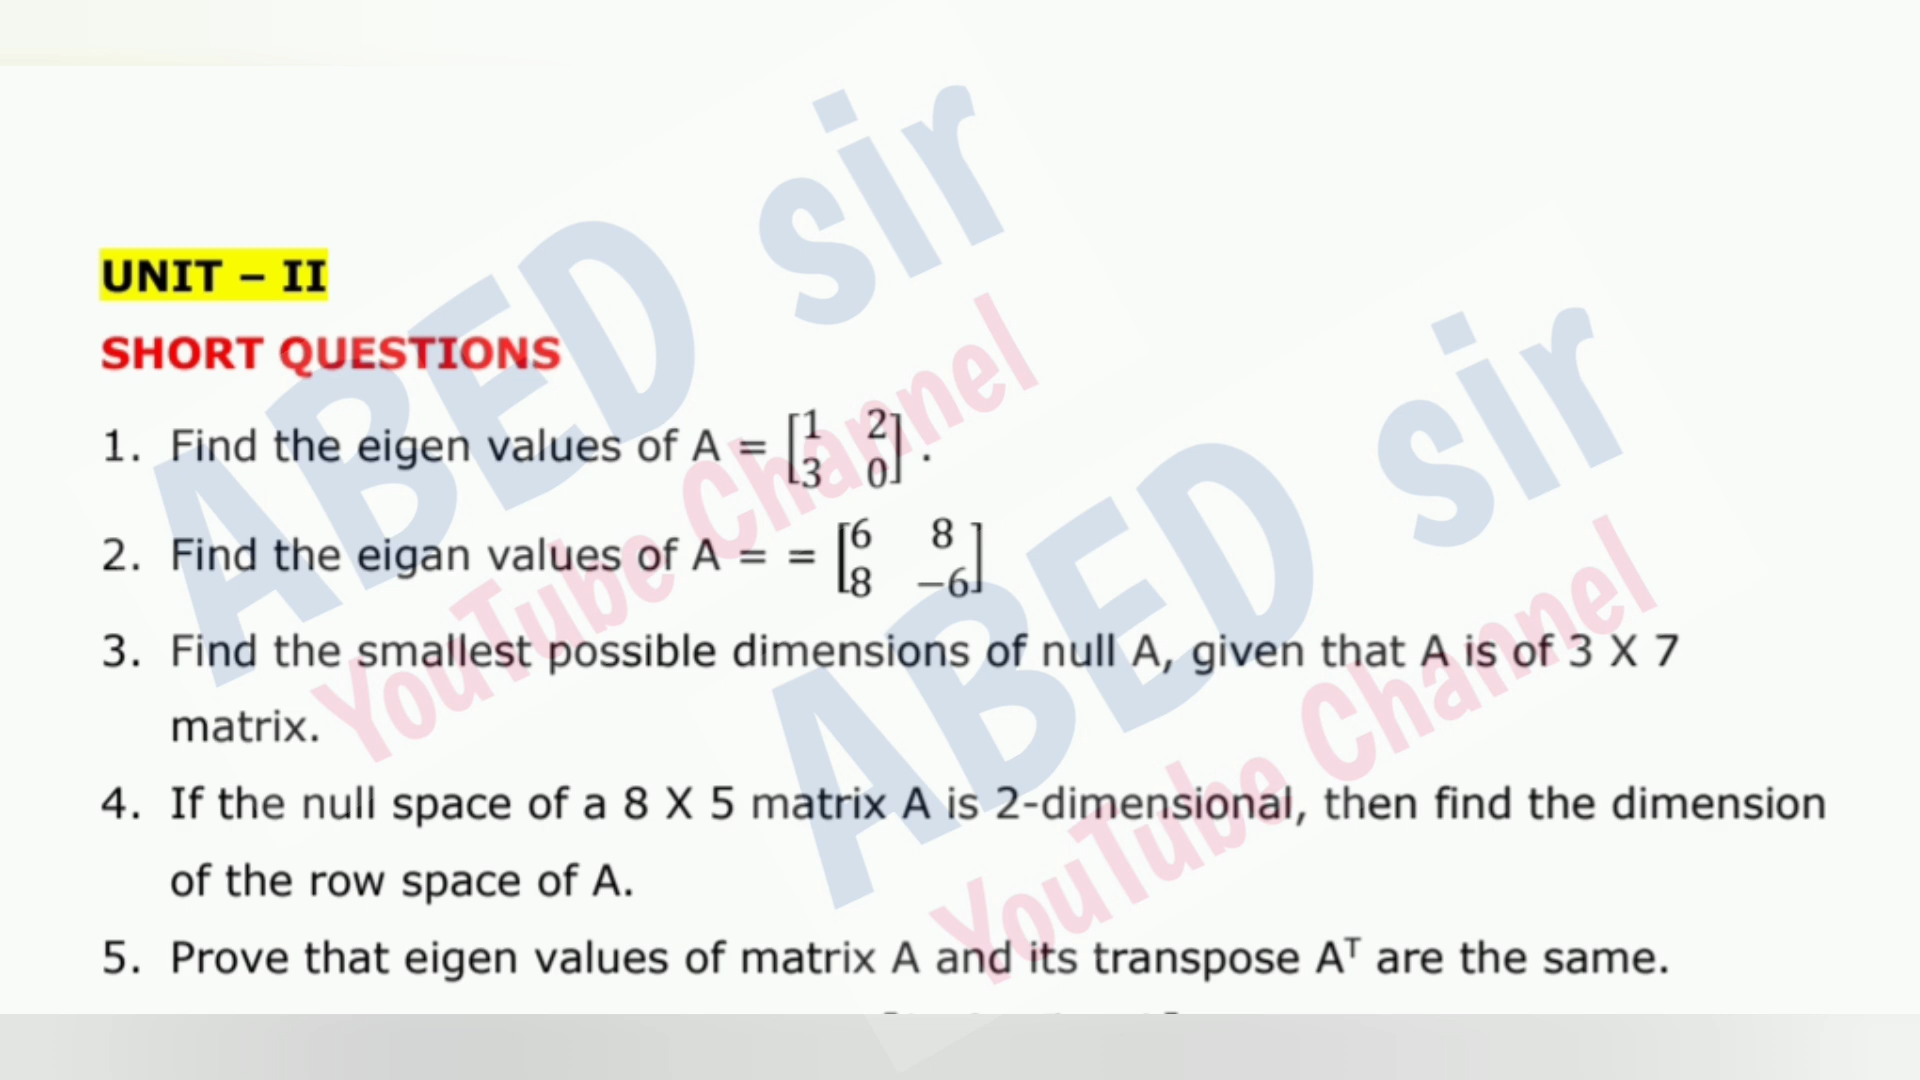 UNIT – II
SHORT QUESTIONS
1. Find the eigen values of A = [1 2
3 0] .
2. Find the eigan values of A = = [6 8
8 −6]
3. Find the smallest possible dimensions of null A, given that A is of 3 X 7
matrix.
4. If the null space of a 8 X 5 matrix A is 2-dimensional, then find the dimension
of the row space of A.
5. Prove that eigen values of matrix A and its transpose Aᵀ are the same.
ABED sir
YouTube Channel
ABED sir
YouTube Channel